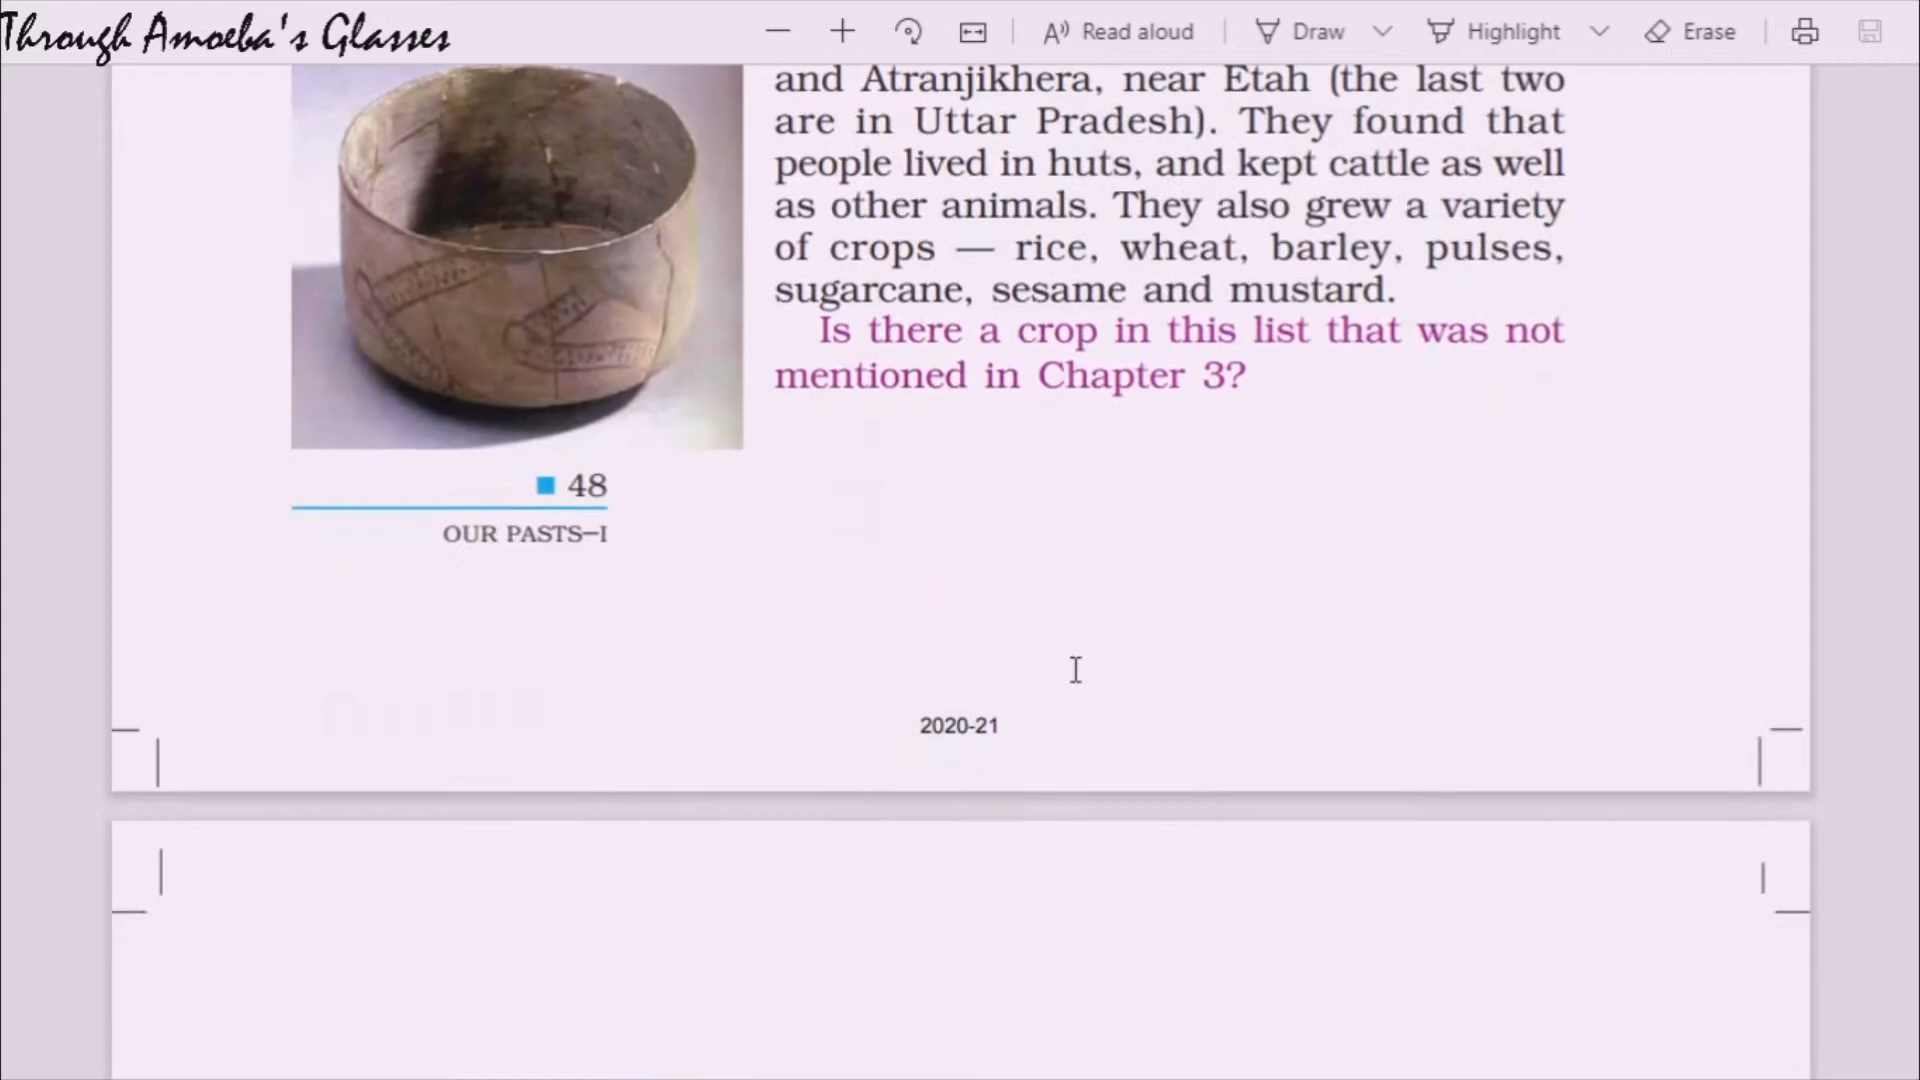 Through Amoeba's Glasses
Read aloud
Draw
Highlight
Erase
and Atranjikhera, near Etah (the last two
are in Uttar Pradesh). They found that
people lived in huts, and kept cattle as well
as other animals. They also grew a variety
of crops — rice, wheat, barley, pulses,
sugarcane, sesame and mustard.
Is there a crop in this list that was not
mentioned in Chapter 3?
48
OUR PASTS–I
2020-21